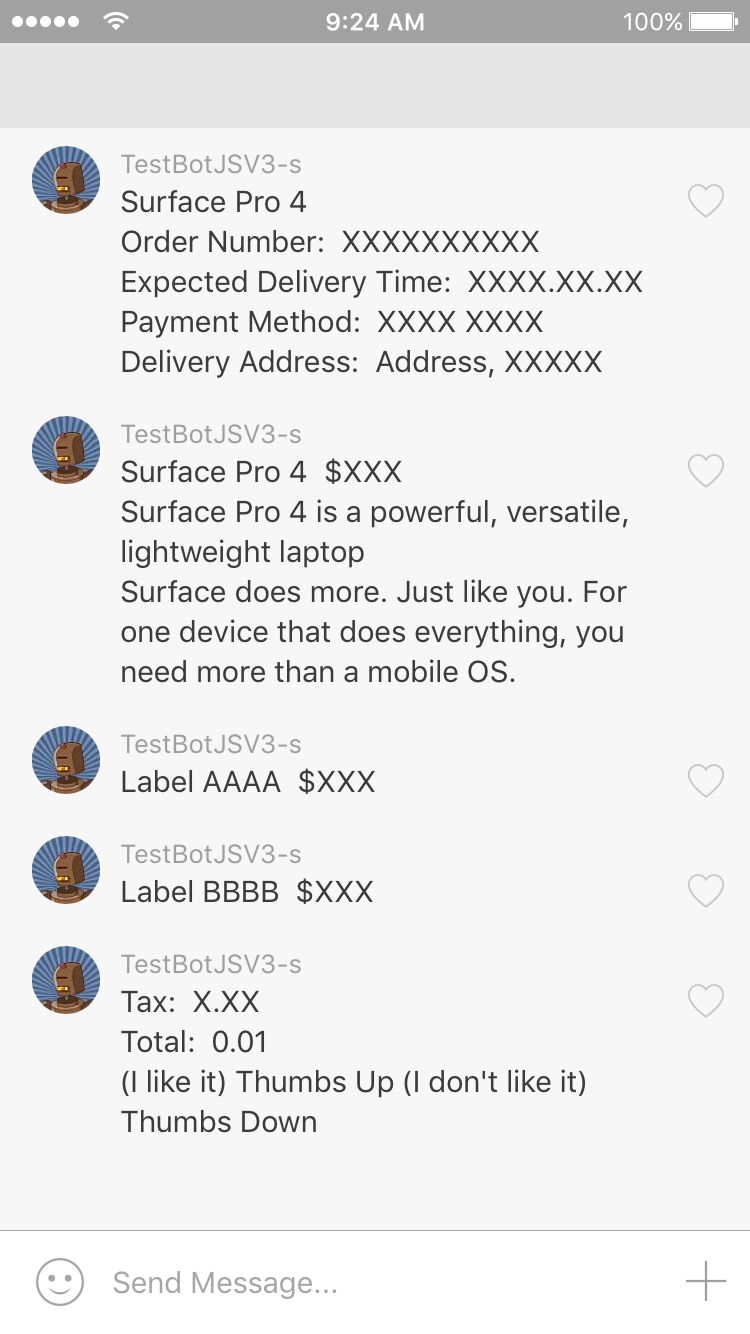 9:24 AM 100%
TestBotJSV3-s
Surface Pro 4
Order Number:  XXXXXXXXXX
Expected Delivery Time:  XXXX.XX.XX
Payment Method:  XXXX XXXX
Delivery Address:  Address, XXXXX
TestBotJSV3-s
Surface Pro 4  $XXX
Surface Pro 4 is a powerful, versatile,
lightweight laptop
Surface does more. Just like you. For
one device that does everything, you
need more than a mobile OS.
TestBotJSV3-s
Label AAAA  $XXX
TestBotJSV3-s
Label BBBB  $XXX
TestBotJSV3-s
Tax:  X.XX
Total:  0.01
(I like it) Thumbs Up (I don't like it)
Thumbs Down
Send Message...